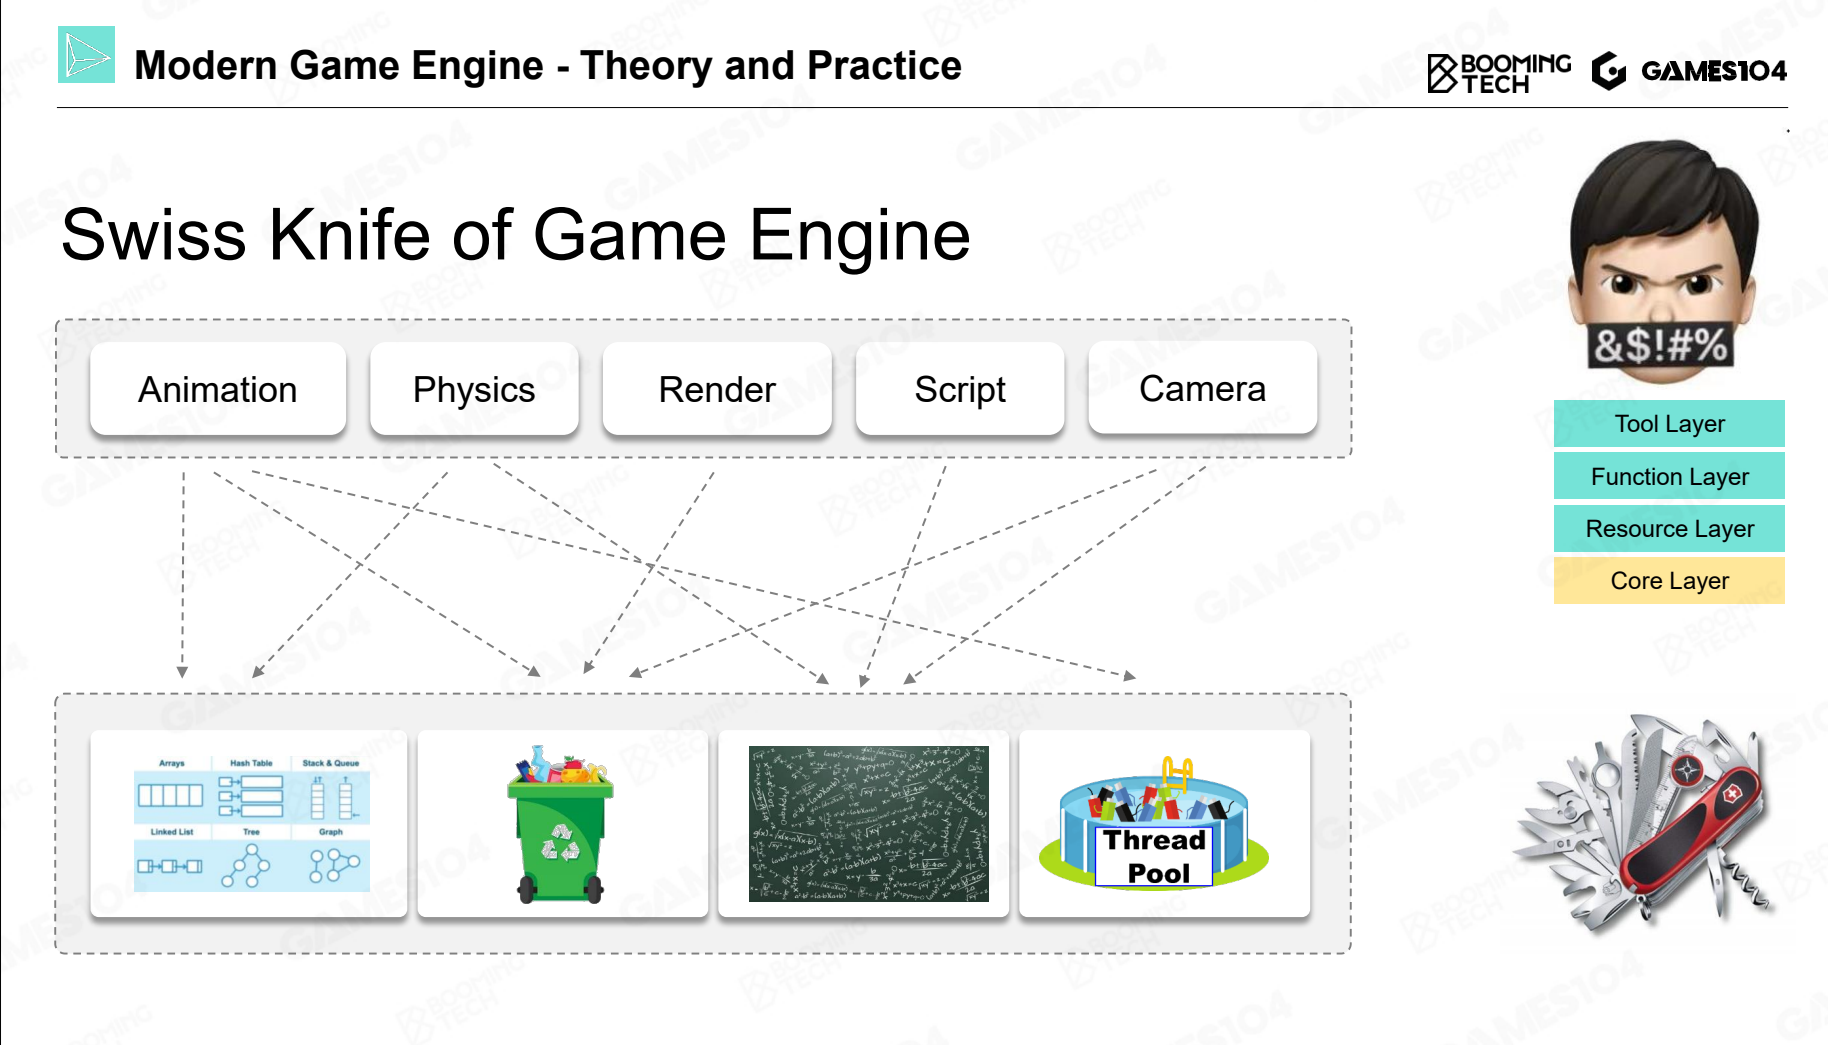 Modern Game Engine - Theory and Practice
BOOMING
TECH
GAMES104
Swiss Knife of Game Engine
&$!#%
Animation
Physics
Render
Script
Camera
Tool Layer
Function Layer
Resource Layer
Core Layer
Arrays
Hash Table
Stack & Queue
Linked List
Tree
Graph
Thread
Pool